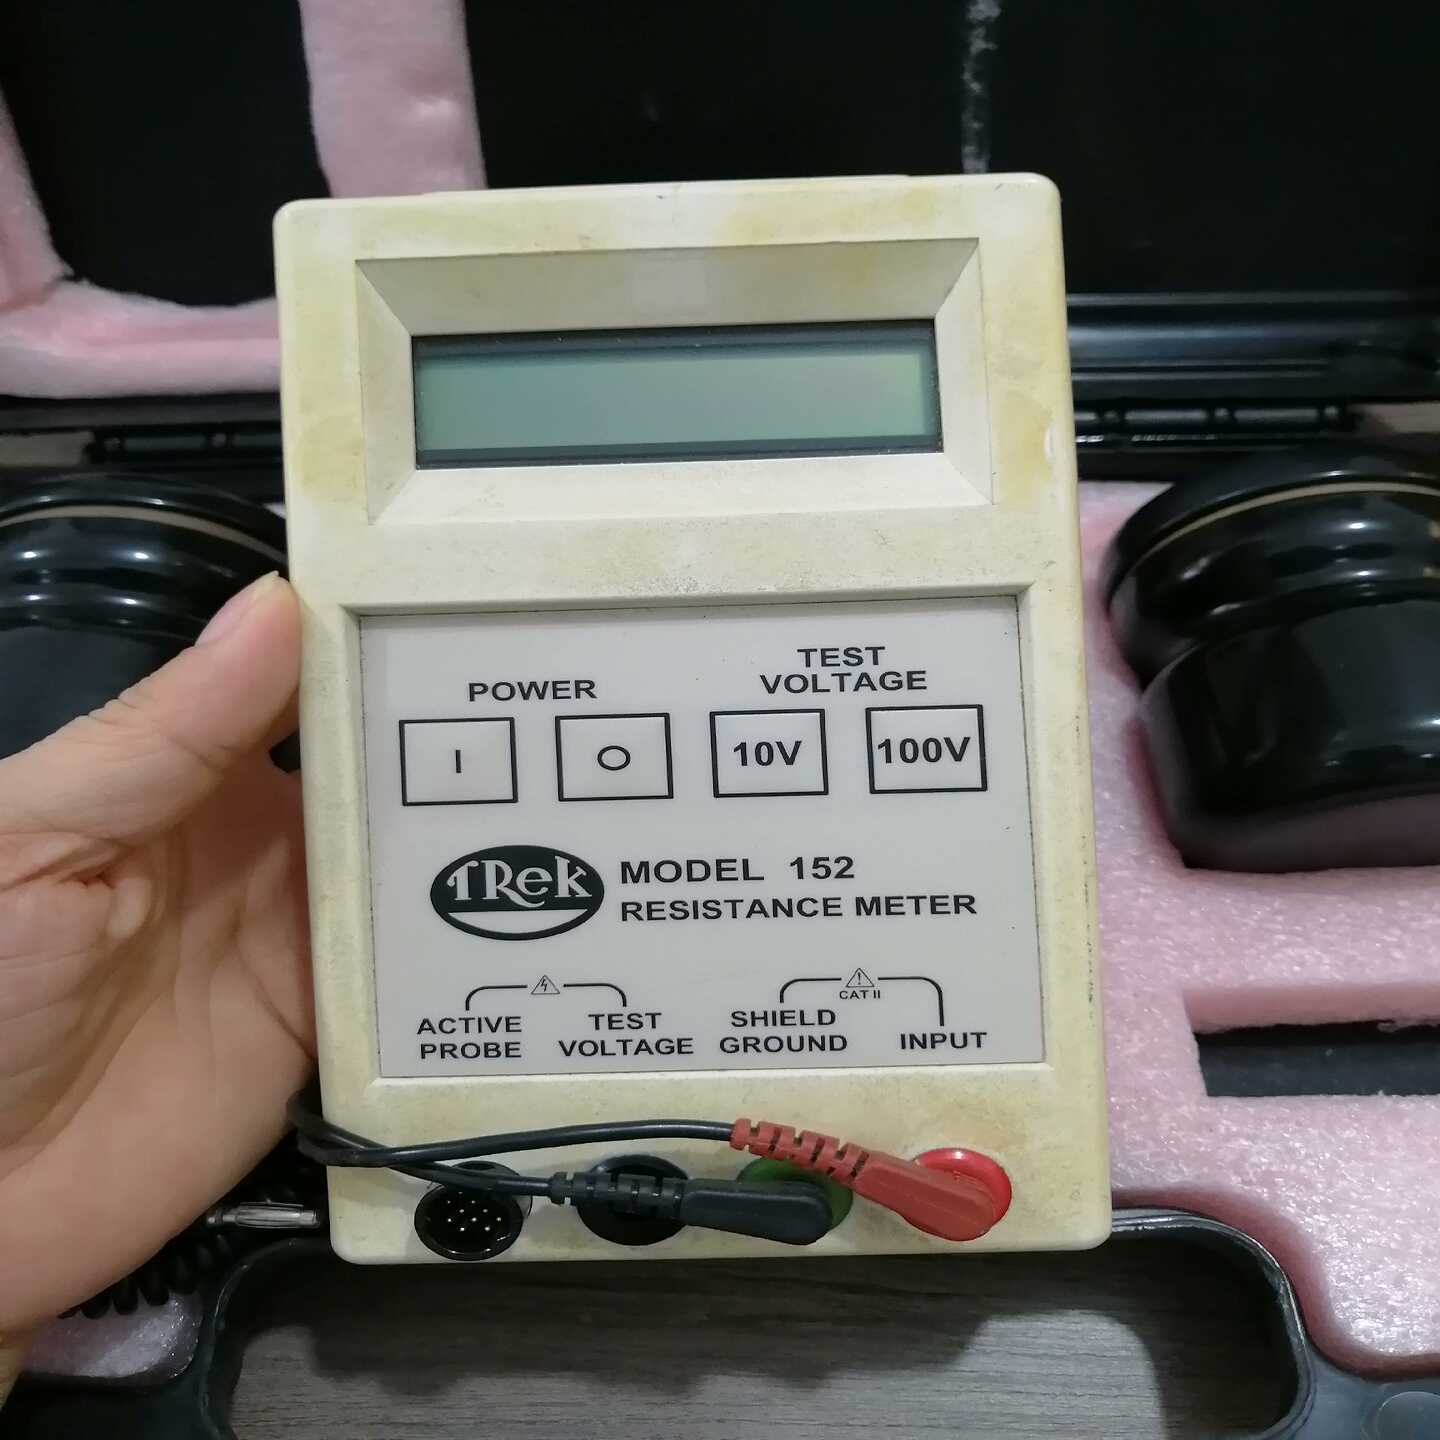 POWER
TEST
VOLTAGE
I
O
10V
100V
TRek
MODEL 152
RESISTANCE METER
CAT II
ACTIVE
PROBE
TEST
VOLTAGE
SHIELD
GROUND
INPUT